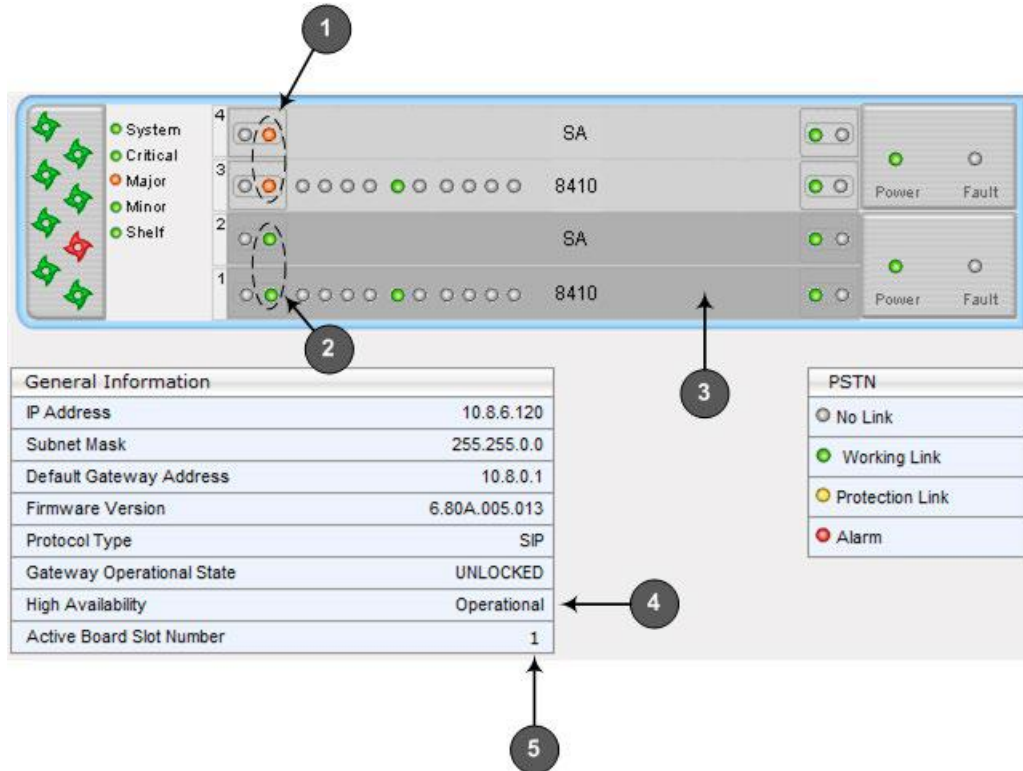 1
System
Critical
Major
Minor
Shelf
4 SA
3 8410
2 SA
1 8410
Power Fault
Power Fault
2
3
General Information
IP Address 10.8.6.120
Subnet Mask 255.255.0.0
Default Gateway Address 10.8.0.1
Firmware Version 6.80A.005.013
Protocol Type SIP
Gateway Operational State UNLOCKED
High Availability Operational
Active Board Slot Number 1
PSTN
No Link
Working Link
Protection Link
Alarm
4
5